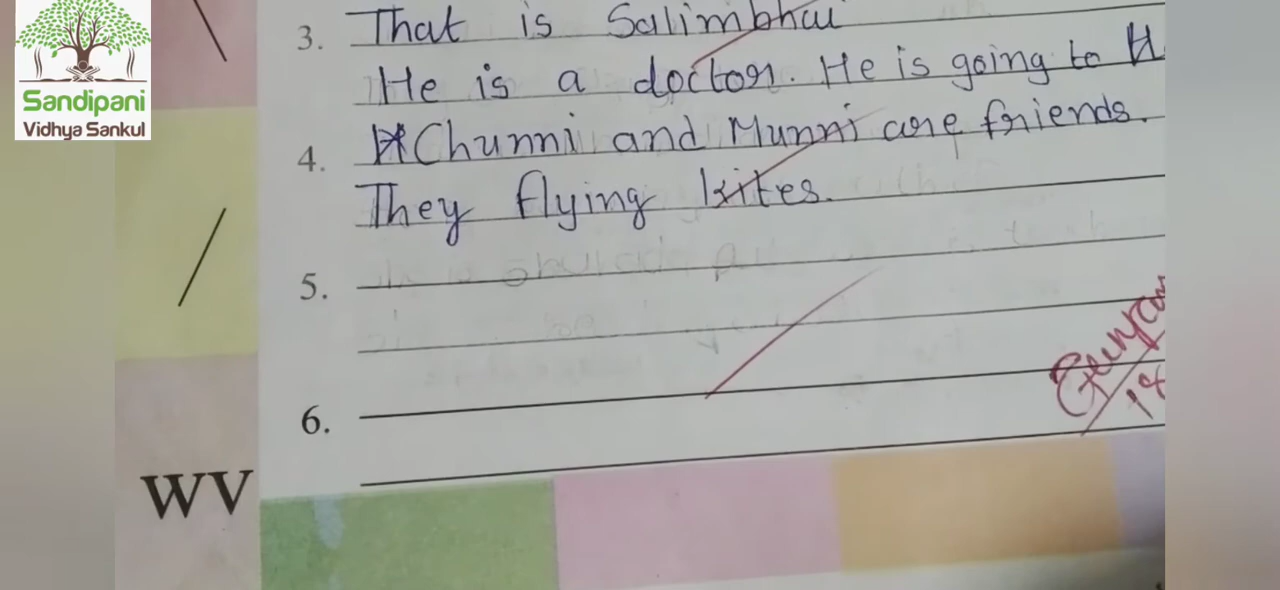 Sandipani
Vidhya Sankul
3. That is Salimbhai
He is a doctor. He is going to H
4. Chunni and Munni are friends.
They flying kites.
5.
6.
WV